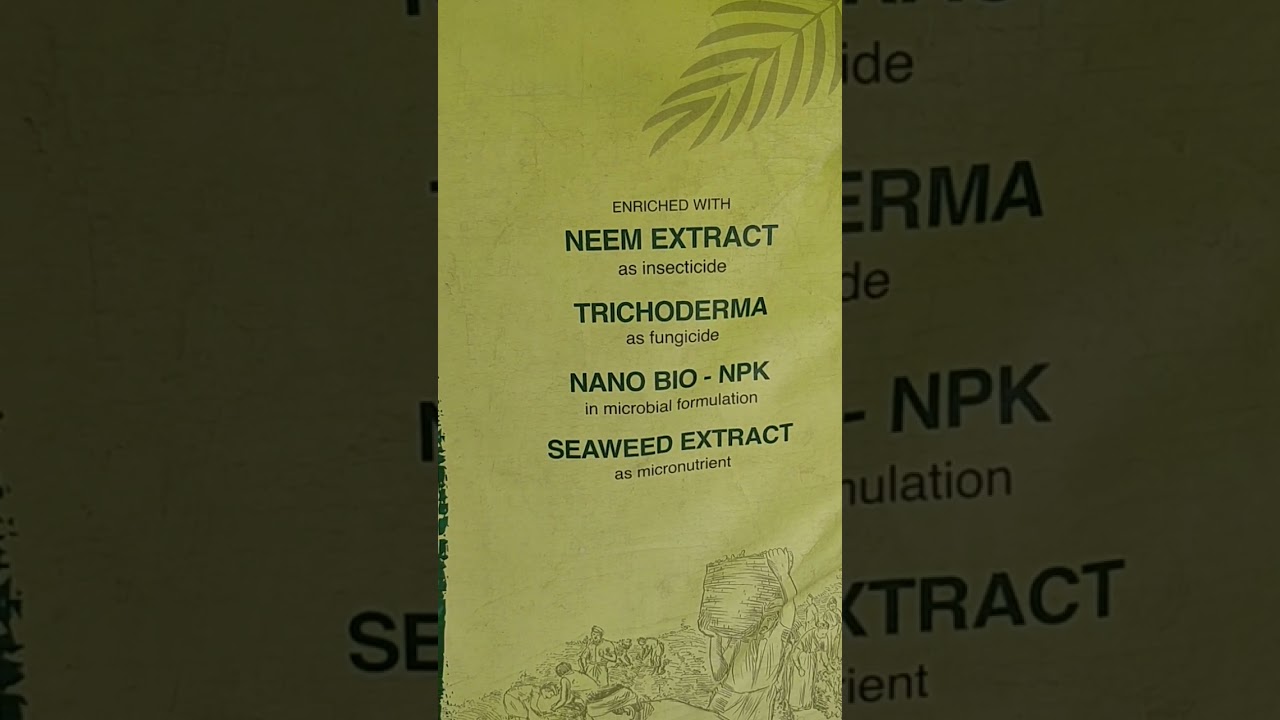 ENRICHED WITH
NEEM EXTRACT
as insecticide
TRICHODERMA
as fungicide
NANO BIO - NPK
in microbial formulation
SEAWEED EXTRACT
as micronutrient